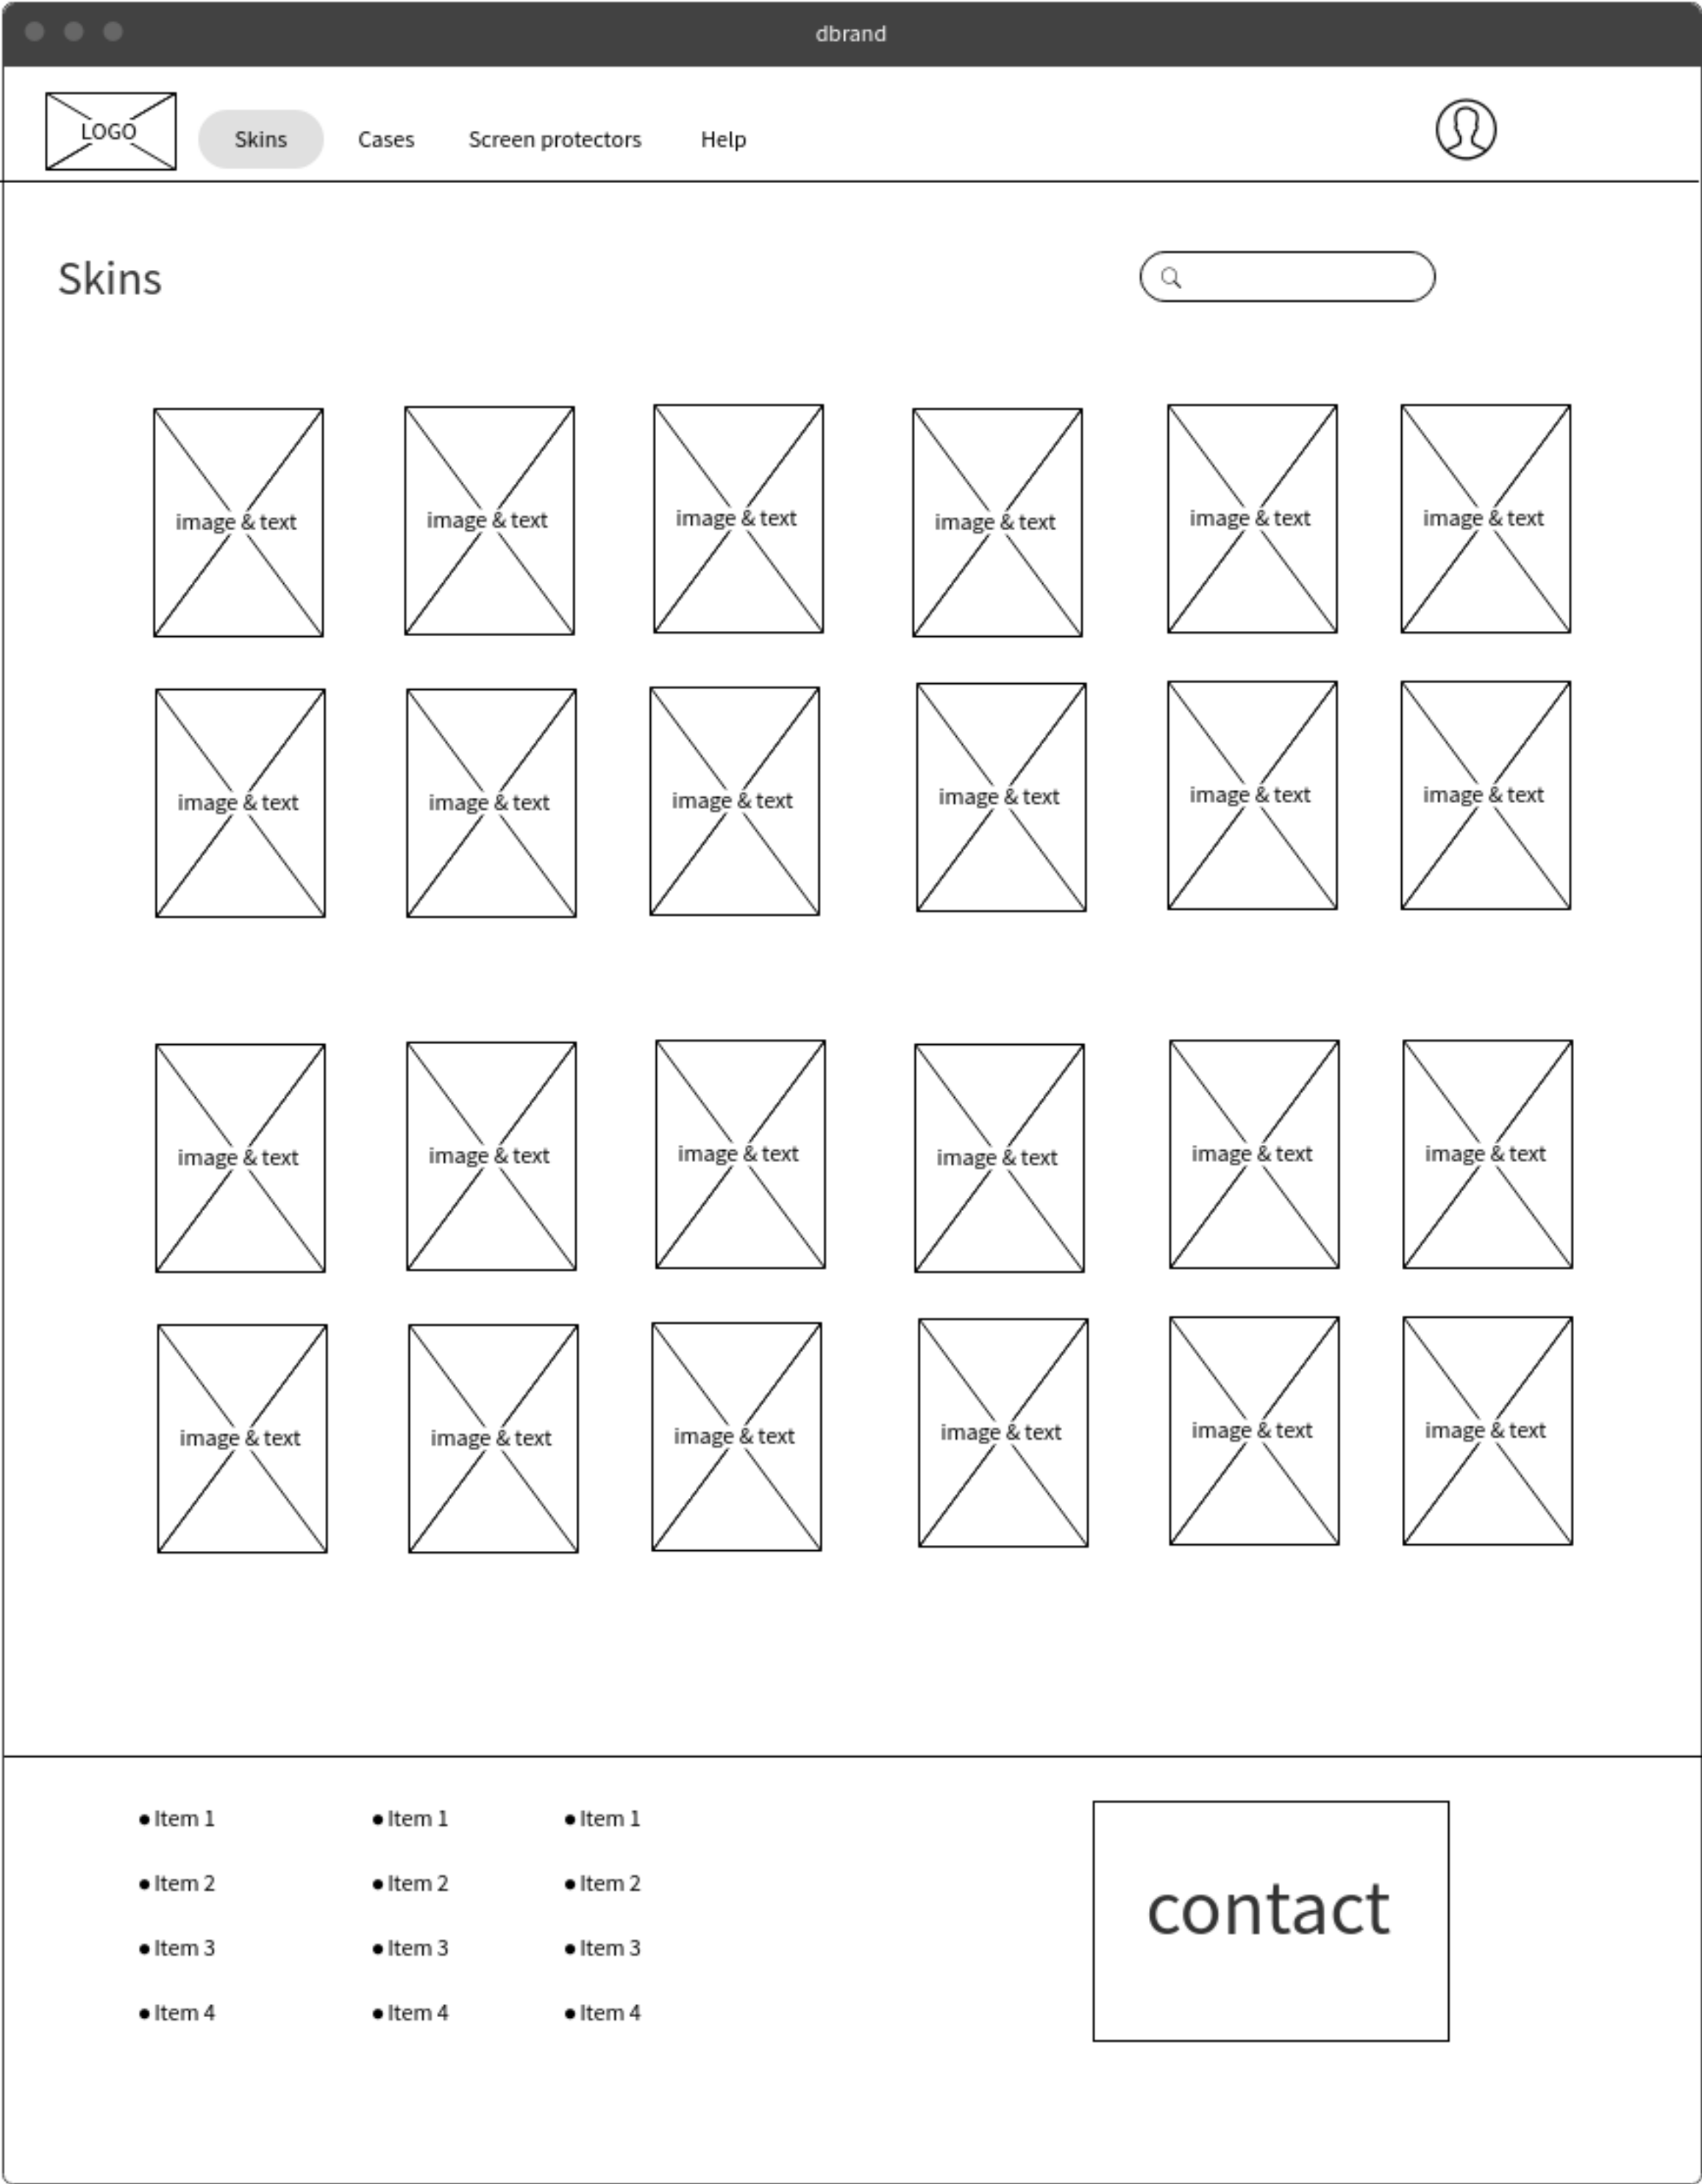 dbrand
LOGO
Skins Cases Screen protectors Help
Skins
image & text image & text image & text image & text image & text image & text
image & text image & text image & text image & text image & text image & text
image & text image & text image & text image & text image & text image & text
image & text image & text image & text image & text image & text image & text
Item 1 Item 1 Item 1
Item 2 Item 2 Item 2
Item 3 Item 3 Item 3
Item 4 Item 4 Item 4
contact